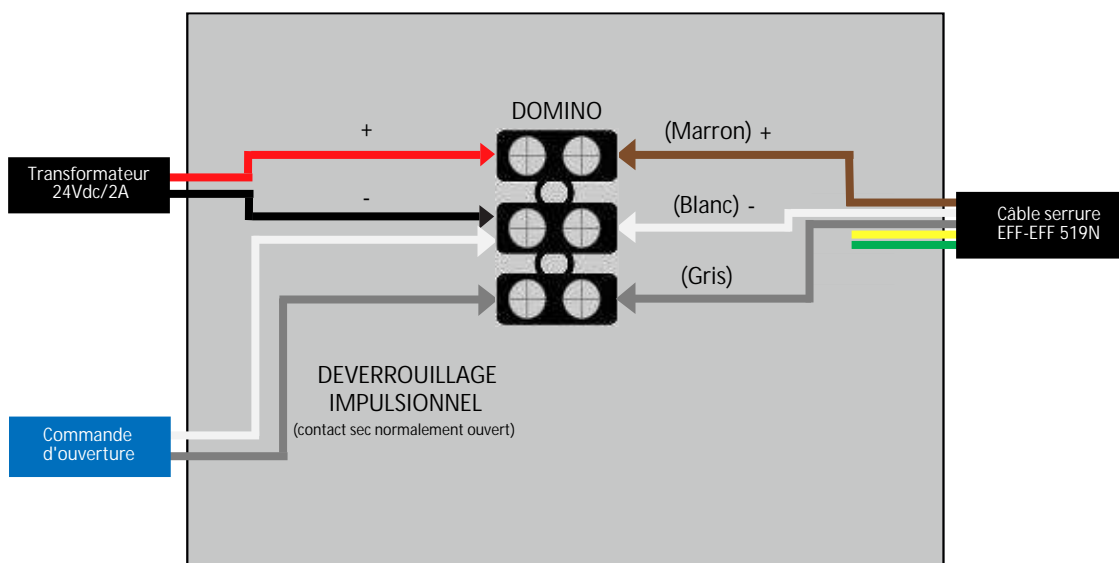 DOMINO
+
(Marron) +
Transformateur
24Vdc/2A
-
(Blanc) -
Câble serrure
EFF-EFF 519N
(Gris)
DEVERROUILLAGE
IMPULSIONNEL
(contact sec normalement ouvert)
Commande
d'ouverture